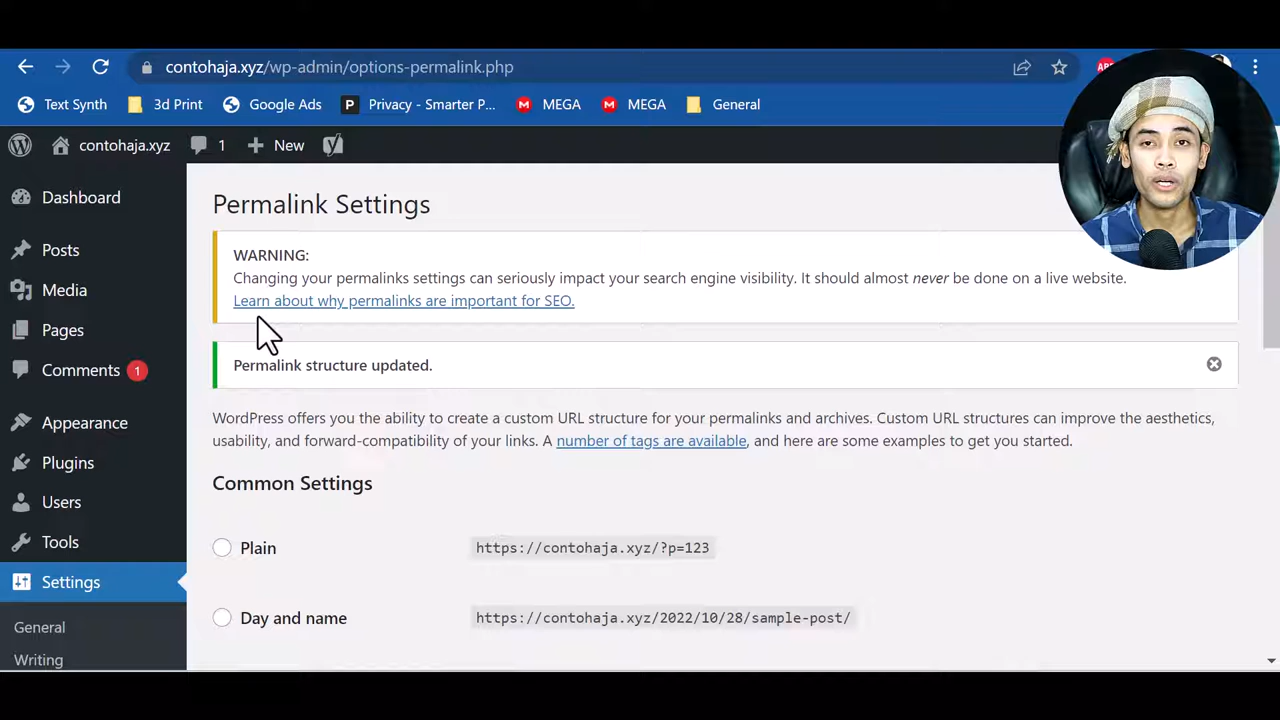 contohaja.xyz/wp-admin/options-permalink.php
Text Synth 3d Print Google Ads Privacy - Smarter P... MEGA MEGA General
contohaja.xyz 1 New
Dashboard
Posts
Media
Pages
Comments 1
Appearance
Plugins
Users
Tools
Settings
General
Writing
Permalink Settings
WARNING:
Changing your permalinks settings can seriously impact your search engine visibility. It should almost never be done on a live website.
Learn about why permalinks are important for SEO.
Permalink structure updated.
WordPress offers you the ability to create a custom URL structure for your permalinks and archives. Custom URL structures can improve the aesthetics,
usability, and forward-compatibility of your links. A number of tags are available, and here are some examples to get you started.
Common Settings
Plain https://contohaja.xyz/?p=123
Day and name https://contohaja.xyz/2022/10/28/sample-post/